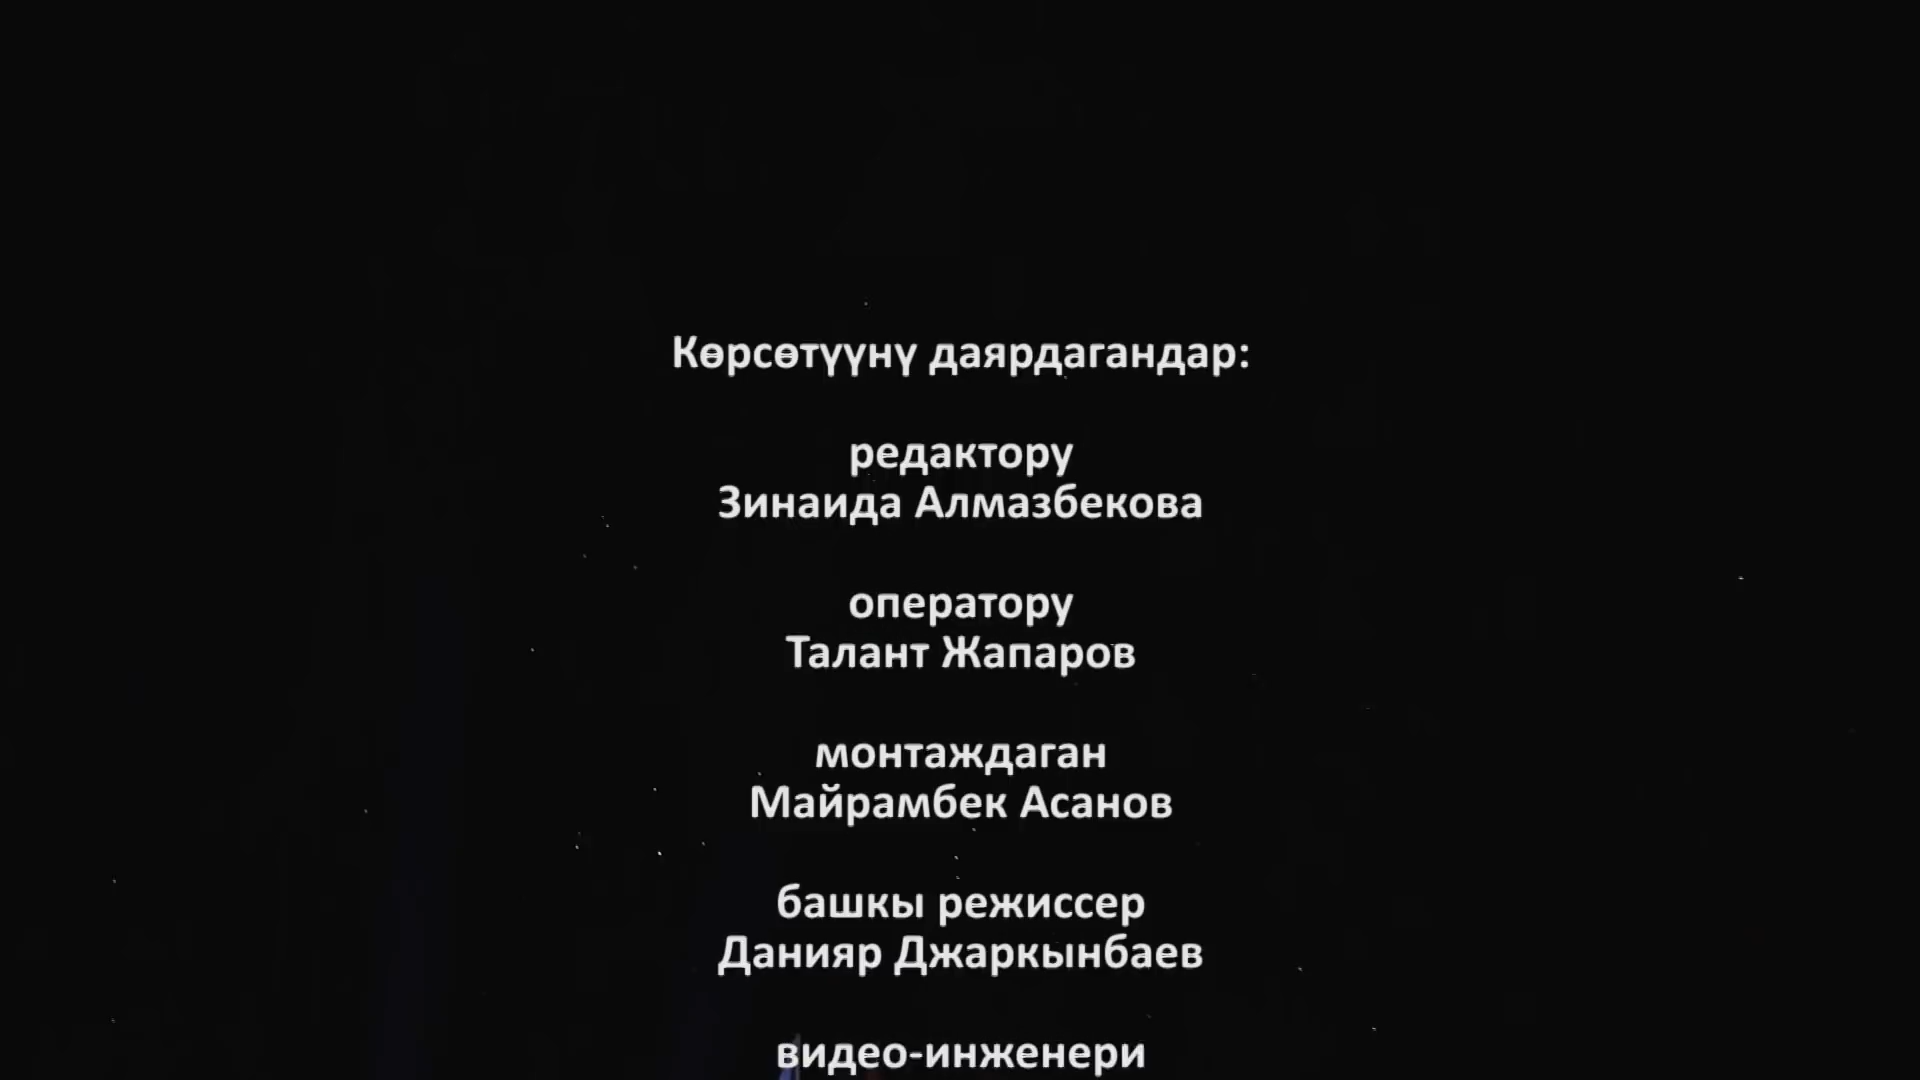 Көрсөтүүнү даярдагандар:
редактору
Зинаида Алмазбекова
оператору
Талант Жапаров
монтаждаган
Майрамбек Асанов
башкы режиссер
Данияр Джаркынбаев
видео-инженери